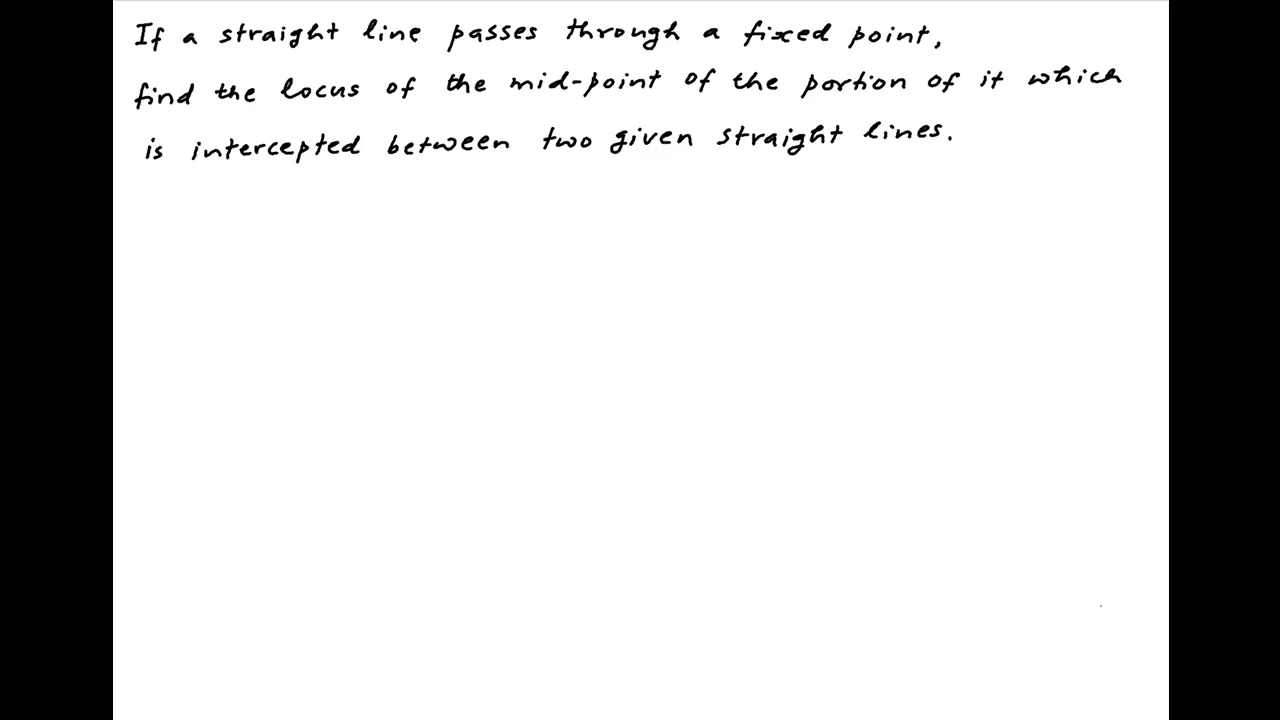 If a straight line passes through a fixed point,
find the locus of the mid-point of the portion of it which
is intercepted between two given straight lines.